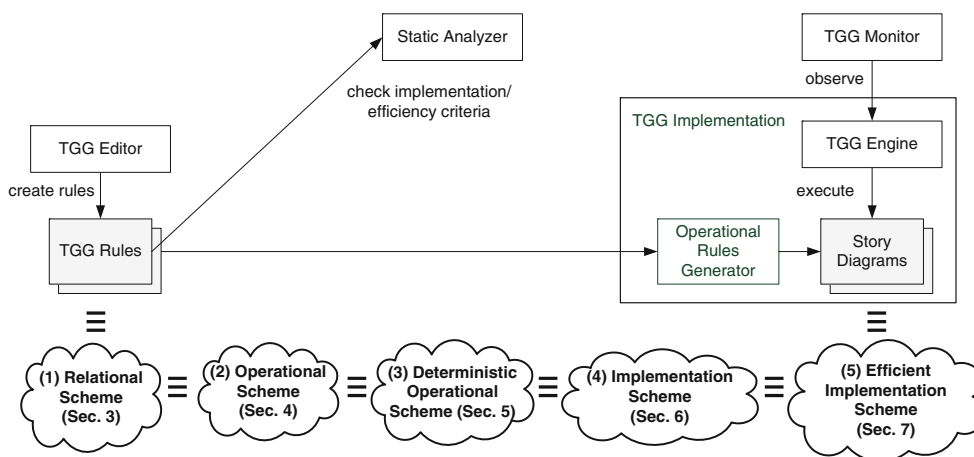 Static Analyzer
TGG Monitor
check implementation/
efficiency criteria
observe
TGG Implementation
TGG Editor
TGG Engine
create rules
execute
TGG Rules
Operational
Rules
Generator
Story
Diagrams
(1) Relational
Scheme
(Sec. 3)
(2) Operational
Scheme
(Sec. 4)
(3) Deterministic
Operational
Scheme (Sec. 5)
(4) Implementation
Scheme
(Sec. 6)
(5) Efficient
Implementation
Scheme
(Sec. 7)